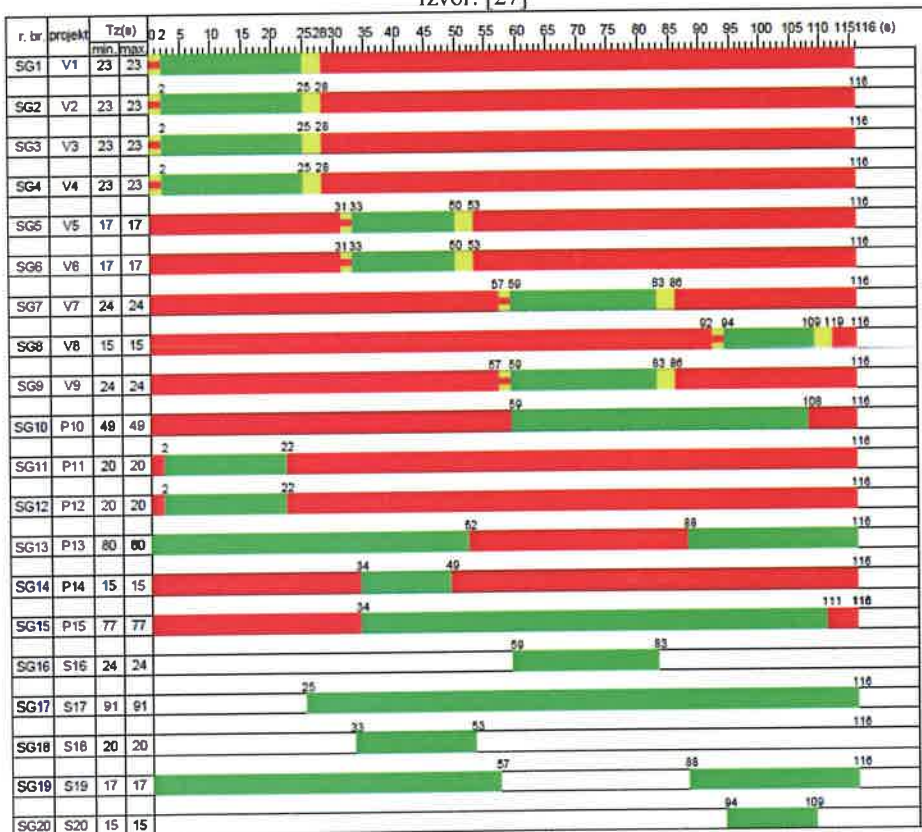 Izvor: [27]
r. br. projekt Tz(s) 0 2 5 10 15 20 25 28 30 35 40 45 50 55 60 65 70 75 80 85 90 95 100 105 110 115 116 (s)
min. max.
SG1 V1 23 23
2 25 28 116
SG2 V2 23 23
2 25 28 116
SG3 V3 23 23
2 25 28 116
SG4 V4 23 23
31 33 50 53 116
SG5 V5 17 17
31 33 50 53 116
SG6 V6 17 17
57 59 83 86 116
SG7 V7 24 24
92 94 109 119 116
SG8 V8 15 15
57 59 83 86 116
SG9 V9 24 24
59 108 116
SG10 P10 49 49
2 22 116
SG11 P11 20 20
2 22 116
SG12 P12 20 20
52 88 116
SG13 P13 80 80
34 49 116
SG14 P14 15 15
34 111 116
SG15 P15 77 77
59 83
SG16 S16 24 24
25 116
SG17 S17 91 91
33 53 116
SG18 S18 20 20
57 88 116
SG19 S19 17 17
94 109
SG20 S20 15 15